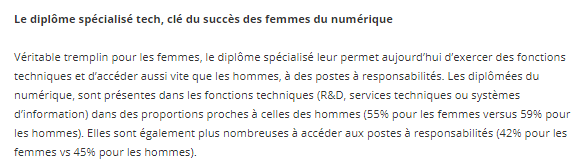 Le diplôme spécialisé tech, clé du succès des femmes du numérique
Véritable tremplin pour les femmes, le diplôme spécialisé leur permet aujourd’hui d’exercer des fonctions
techniques et d’accéder aussi vite que les hommes, à des postes à responsabilités. Les diplômées du
numérique, sont présentes dans les fonctions techniques (R&D, services techniques ou systèmes
d’information) dans des proportions proches à celles des hommes (55% pour les femmes versus 59% pour
les hommes). Elles sont également plus nombreuses à accéder aux postes à responsabilités (42% pour les
femmes vs 45% pour les hommes).